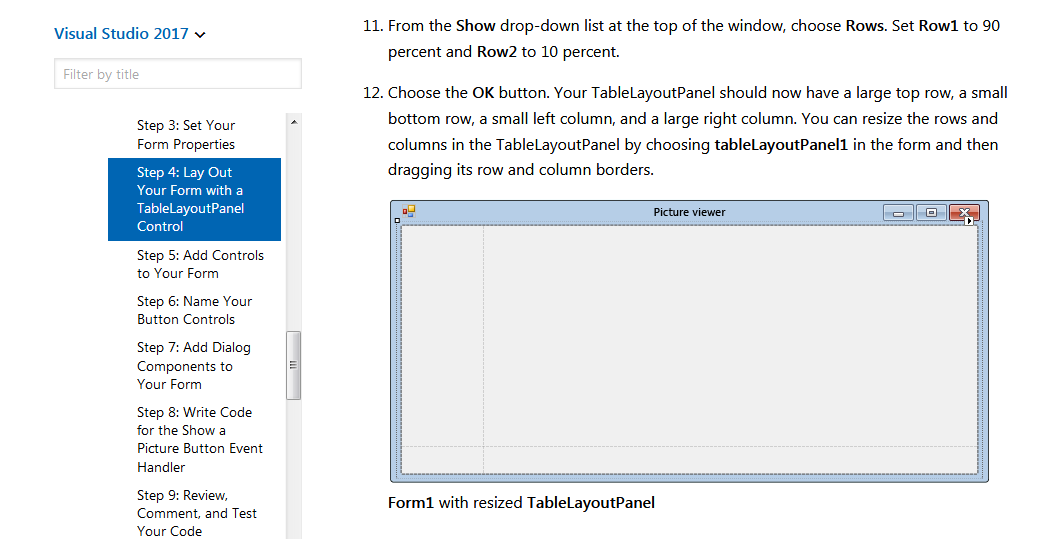 Visual Studio 2017
Filter by title
Step 3: Set Your
Form Properties
Step 4: Lay Out
Your Form with a
TableLayoutPanel
Control
Step 5: Add Controls
to Your Form
Step 6: Name Your
Button Controls
Step 7: Add Dialog
Components to
Your Form
Step 8: Write Code
for the Show a
Picture Button Event
Handler
Step 9: Review,
Comment, and Test
Your Code
11. From the Show drop-down list at the top of the window, choose Rows. Set Row1 to 90
percent and Row2 to 10 percent.
12. Choose the OK button. Your TableLayoutPanel should now have a large top row, a small
bottom row, a small left column, and a large right column. You can resize the rows and
columns in the TableLayoutPanel by choosing tableLayoutPanel1 in the form and then
dragging its row and column borders.
Picture viewer
Form1 with resized TableLayoutPanel